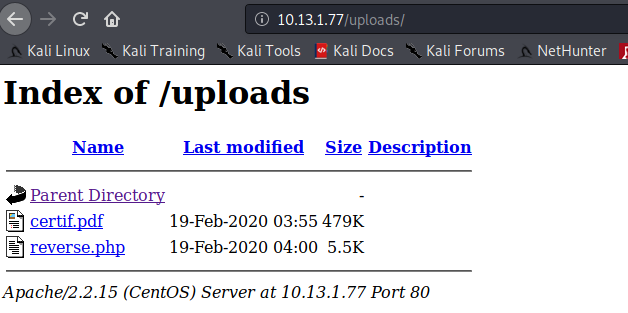 10.13.1.77/uploads/
Kali Linux Kali Training Kali Tools Kali Docs Kali Forums NetHunter
Index of /uploads
Name Last modified Size Description
Parent Directory -
certif.pdf 19-Feb-2020 03:55 479K
reverse.php 19-Feb-2020 04:00 5.5K
Apache/2.2.15 (CentOS) Server at 10.13.1.77 Port 80